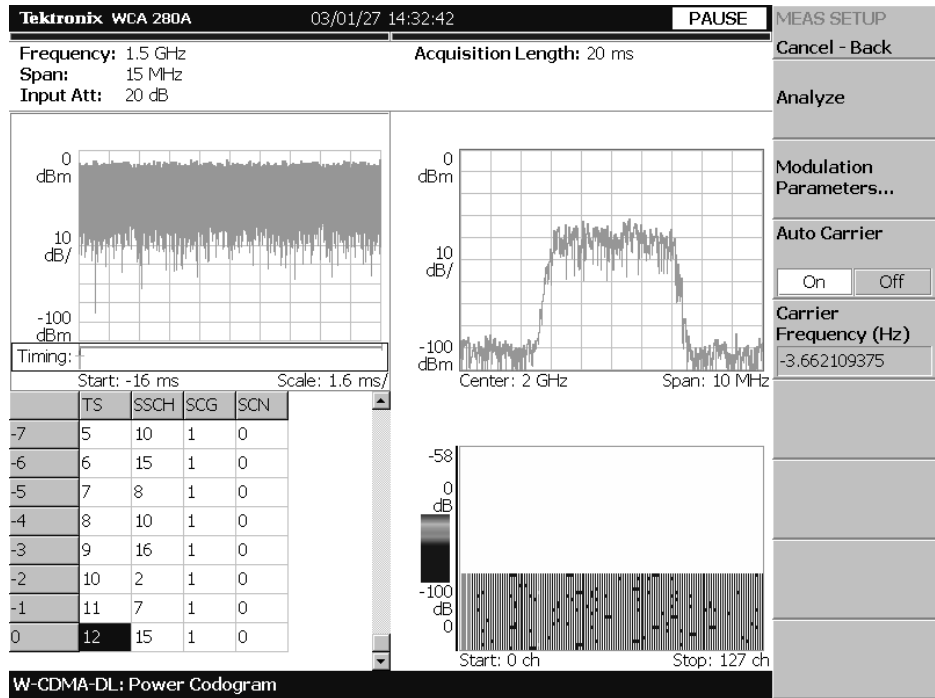 Tektronix WCA 280A 03/01/27 14:32:42 PAUSE
Frequency: 1.5 GHz
Span: 15 MHz
Input Att: 20 dB
Acquisition Length: 20 ms
0
dBm
10
dB/
-100
dBm
Timing:
Start: -16 ms Scale: 1.6 ms/
0
dBm
10
dB/
-100
dBm
Center: 2 GHz Span: 10 MHz
TS SSCH SCG SCN
-7 5 10 1 0
-6 6 15 1 0
-5 7 8 1 0
-4 8 10 1 0
-3 9 16 1 0
-2 10 2 1 0
-1 11 7 1 0
0 12 15 1 0
-58
0
dB
-100
dB
0
Start: 0 ch Stop: 127 ch
W-CDMA-DL: Power Codogram
MEAS SETUP
Cancel - Back
Analyze
Modulation
Parameters...
Auto Carrier
On Off
Carrier
Frequency (Hz)
-3.662109375